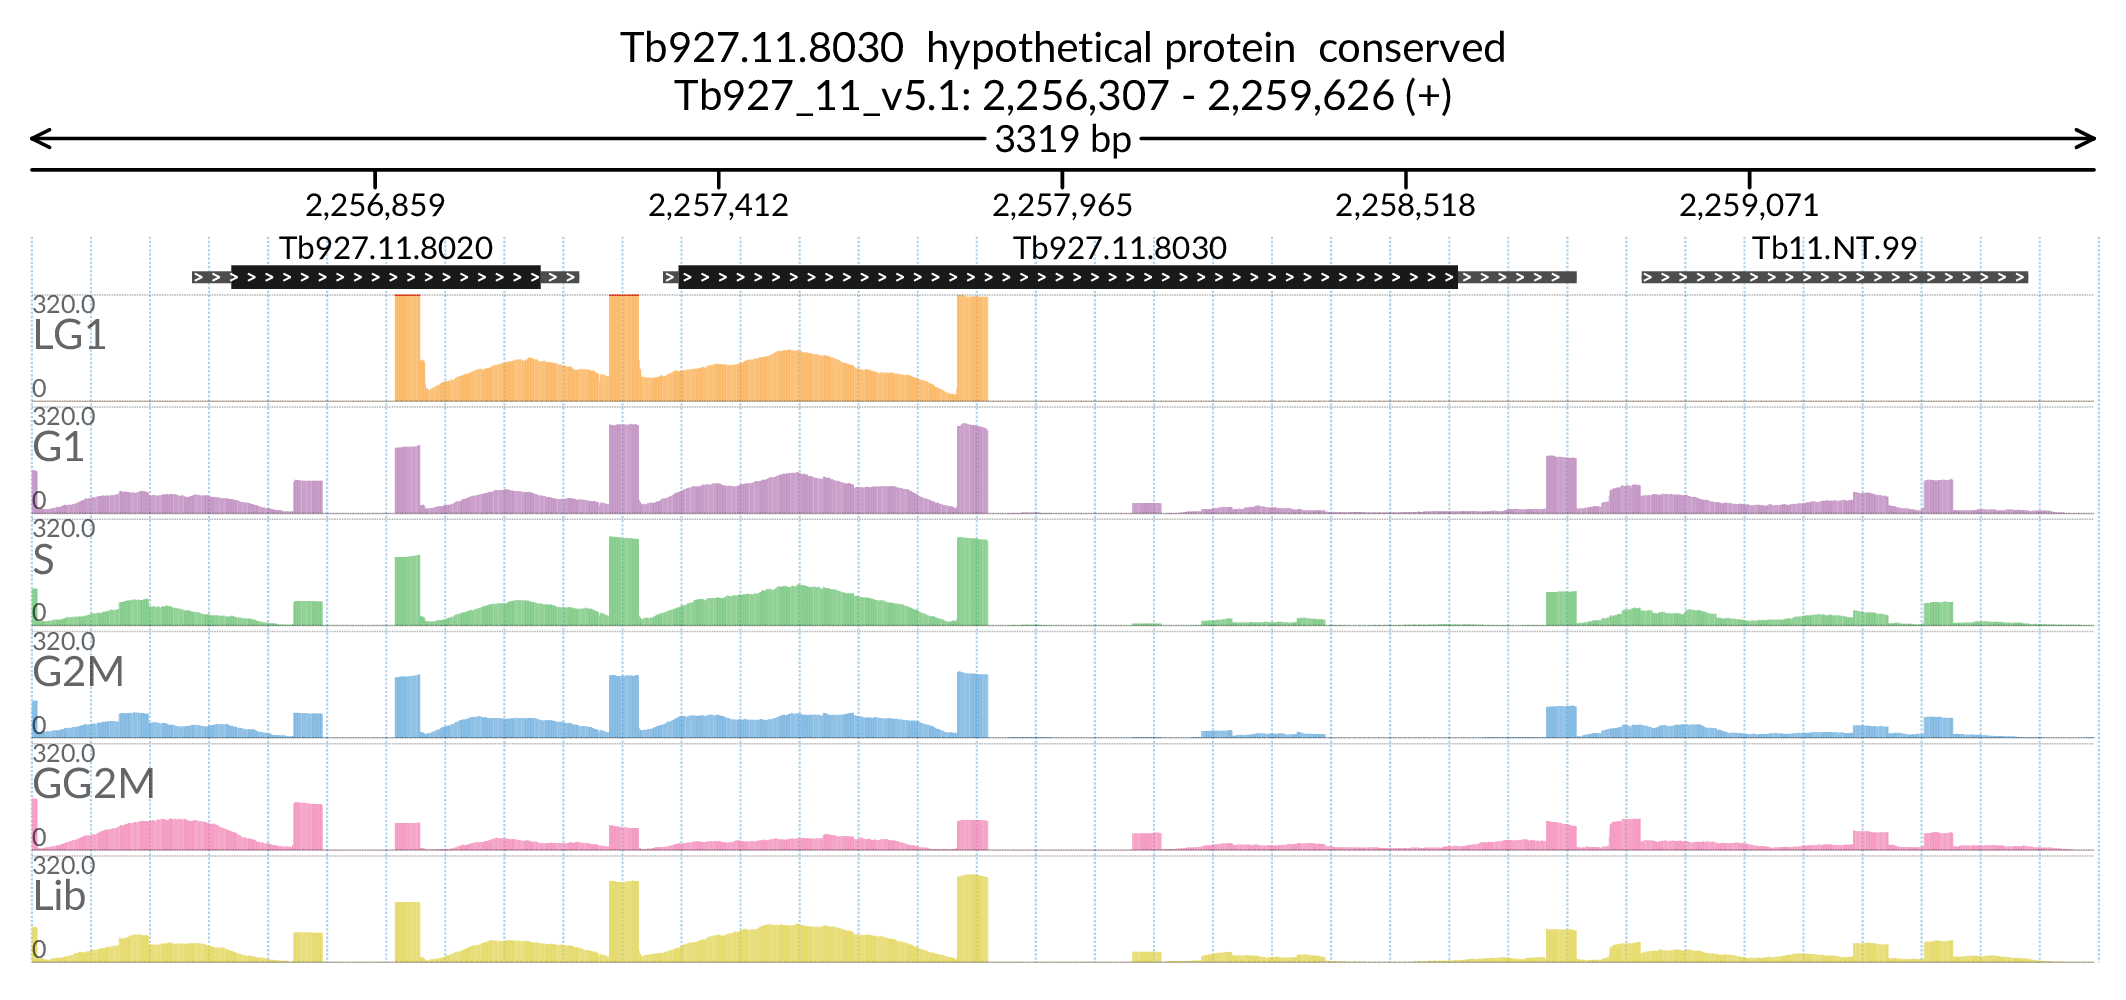 Tb927.11.8030 hypothetical protein conserved
Tb927_11_v5.1: 2,256,307 - 2,259,626 (+)
3319 bp
2,256,859 2,257,412 2,257,965 2,258,518 2,259,071
Tb927.11.8020 Tb927.11.8030 Tb11.NT.99
320.0
LG1
0
320.0
G1
0
320.0
S
0
320.0
G2M
0
320.0
GG2M
0
320.0
Lib
0